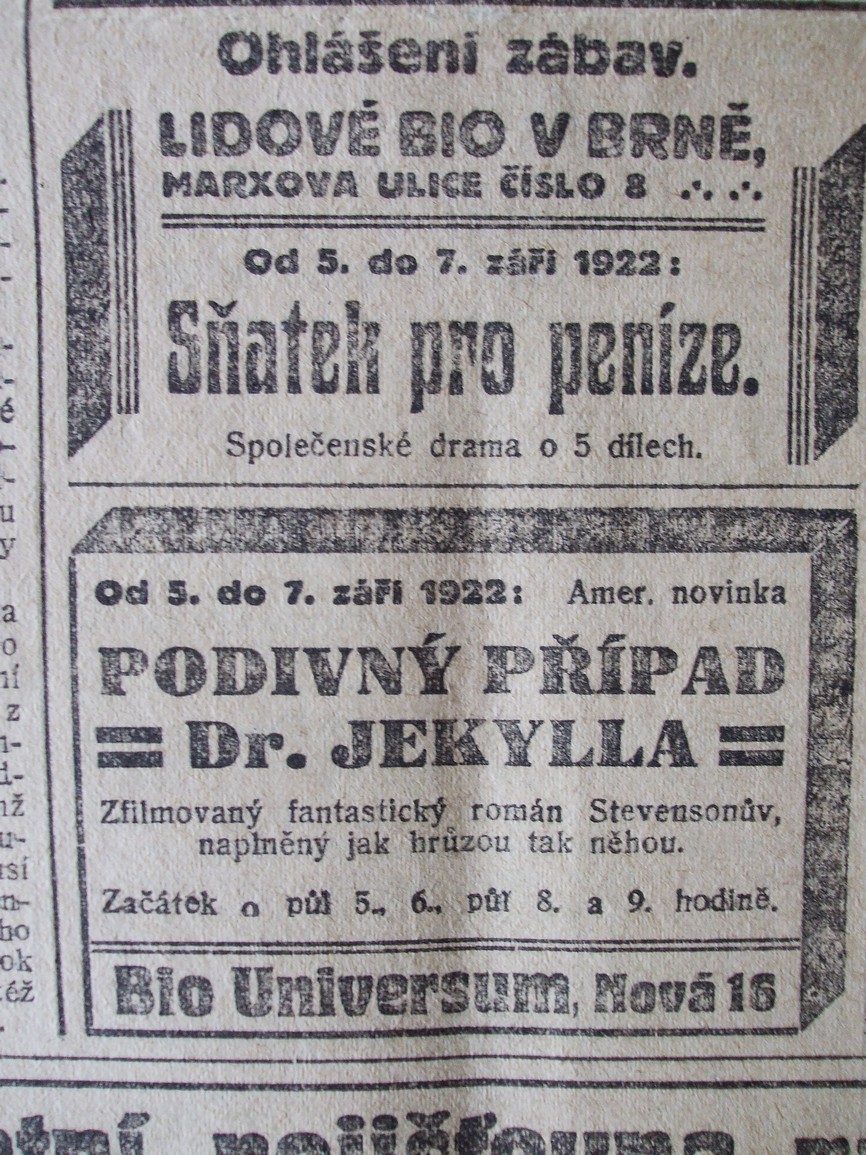 Ohlášení zábav.
LIDOVÉ BIO V BRNĚ,
MARXOVA ULICE ČÍSLO 8
Od 5. do 7. září 1922:
Sňatek pro peníze.
Společenské drama o 5 dílech.
Od 5. do 7. září 1922: Amer. novinka
PODIVNÝ PŘÍPAD
= Dr. JEKYLLA =
Zfilmovaný fantastický román Stevensonův,
naplněný jak hrůzou tak něhou.
Začátek o půl 5., 6., půl 8. a 9. hodině.
Bio Universum, Nová 16
pojišťovna